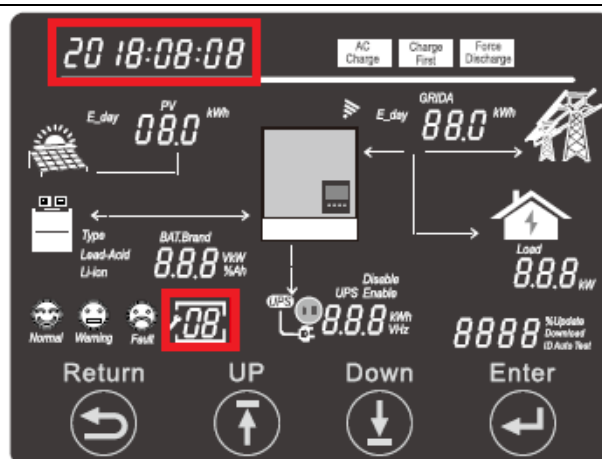 2018:08:08
AC Charge
Charge First
Force Discharge
E_day PV 08.0 kWh
E_day GRIDA 88.0 kWh
Type
Lead-Acid
Li-ion
BAT.Brand
8.8.8 VkW %Ah
Load
8.8.8 kW
Disable
UPS Enable
UPS
8.8.8 kWh VHz
Normal
Warning
Fault
08
8888 %Update Download ID Auto Test
Return
UP
Down
Enter